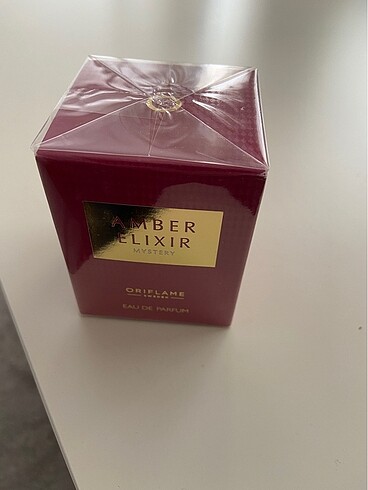 AMBER
ELIXIR
MYSTERY
ORIFLAME
SWEDEN
EAU DE PARFUM